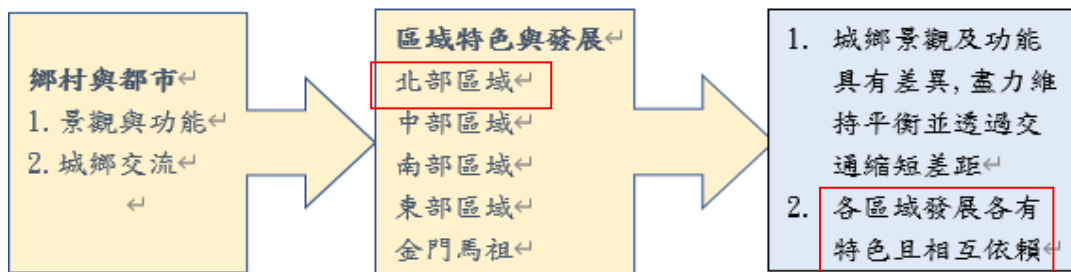 鄉村與都市
1. 景觀與功能
2. 城鄉交流
區域特色與發展
北部區域
中部區域
南部區域
東部區域
金門馬祖
1. 城鄉景觀及功能
具有差異,盡力維
持平衡並透過交
通縮短差距
2. 各區域發展各有
特色且相互依賴